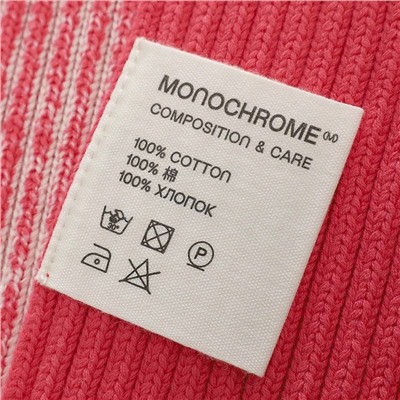 MONOCHROME (M)
COMPOSITION & CARE
100% COTTON
100% 棉
100% ХЛОПОК
30°
P